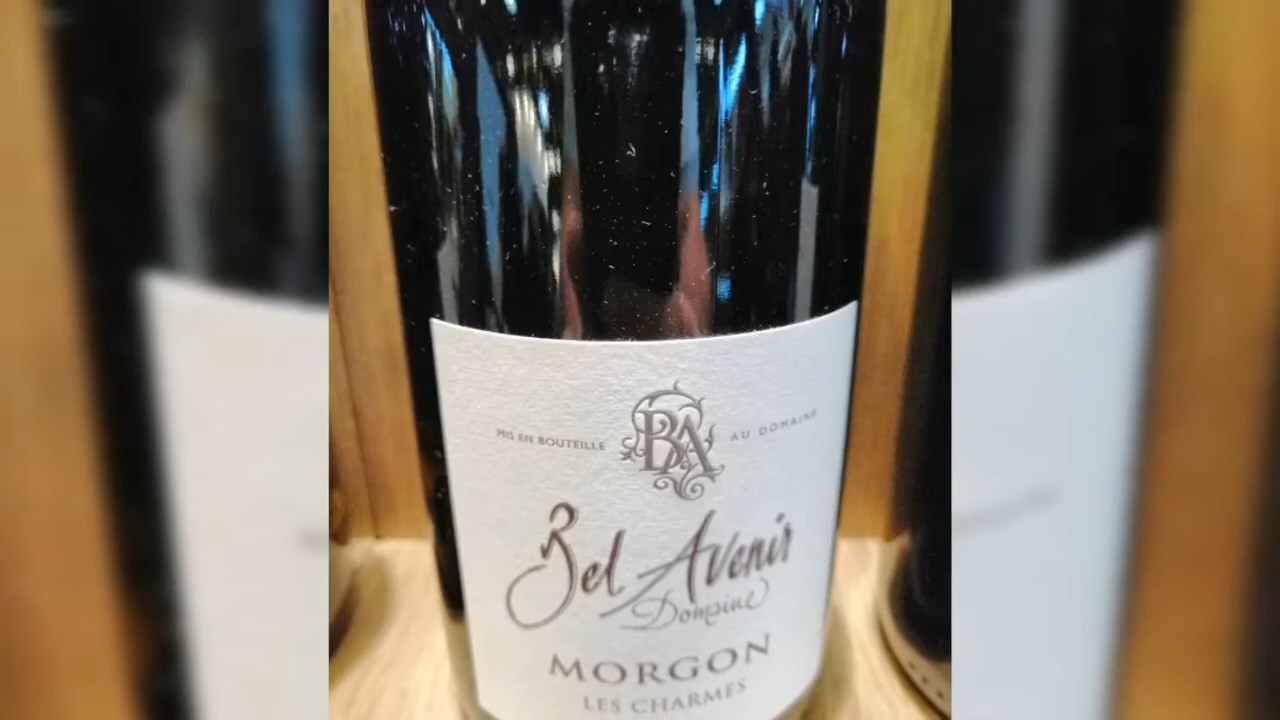 MIS EN BOUTEILLE BA AU DOMAINE
Bel Avenir
Domaine
MORGON
LES CHARMES